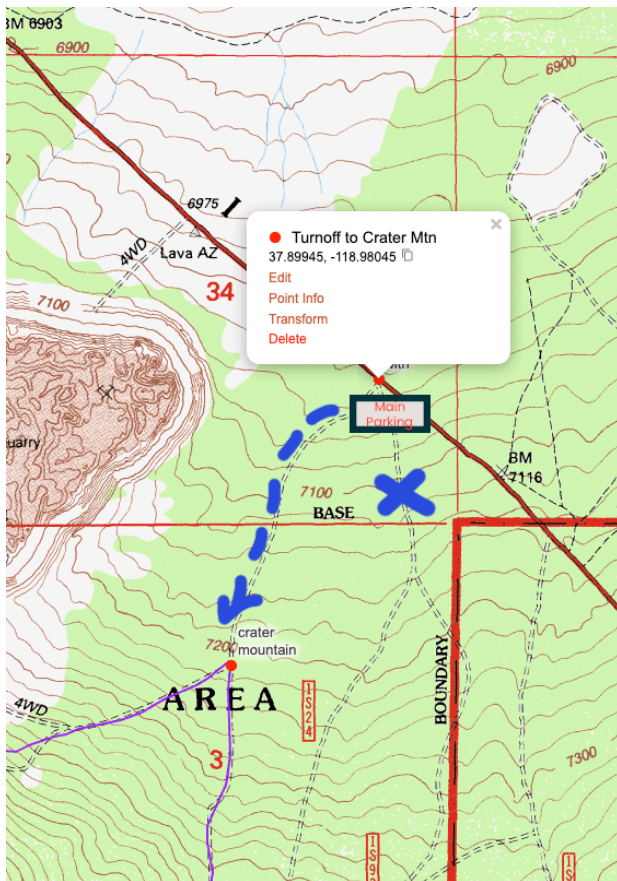 BM 6903
6900
6900
6975
4WD
Lava AZ
34
×
Turnoff to Crater Mtn
37.89945, -118.98045
Edit
Point Info
Transform
Delete
7100
Mtn
Main
Parking
quarry
BM
7116
7100
BASE
crater
mountain
7200
AREA
4WD
1S24
BOUNDARY
3
7300